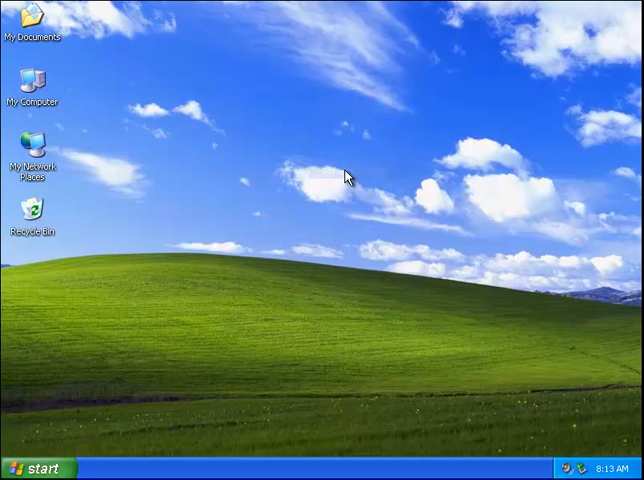 My Documents
My Computer
My Network
Places
Recycle Bin
start
8:13 AM